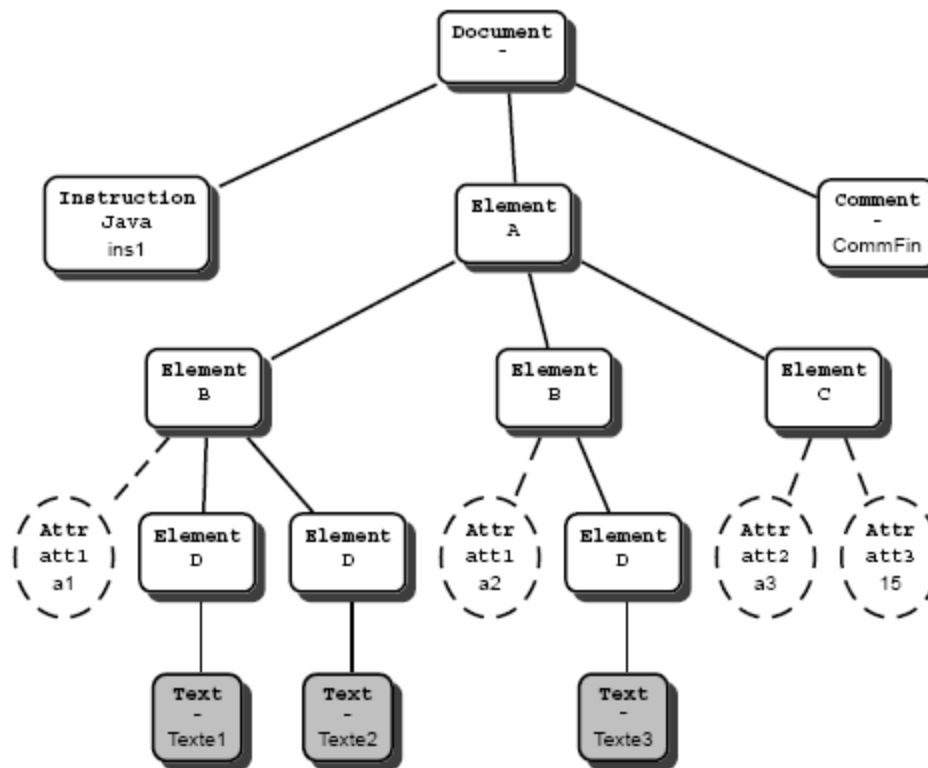 Document
-
Instruction
Java
ins1
Element
A
Comment
-
CommFin
Element
B
Element
B
Element
C
Attr
att1
a1
Element
D
Element
D
Attr
att1
a2
Element
D
Attr
att2
a3
Attr
att3
15
Text
-
Texte1
Text
-
Texte2
Text
-
Texte3